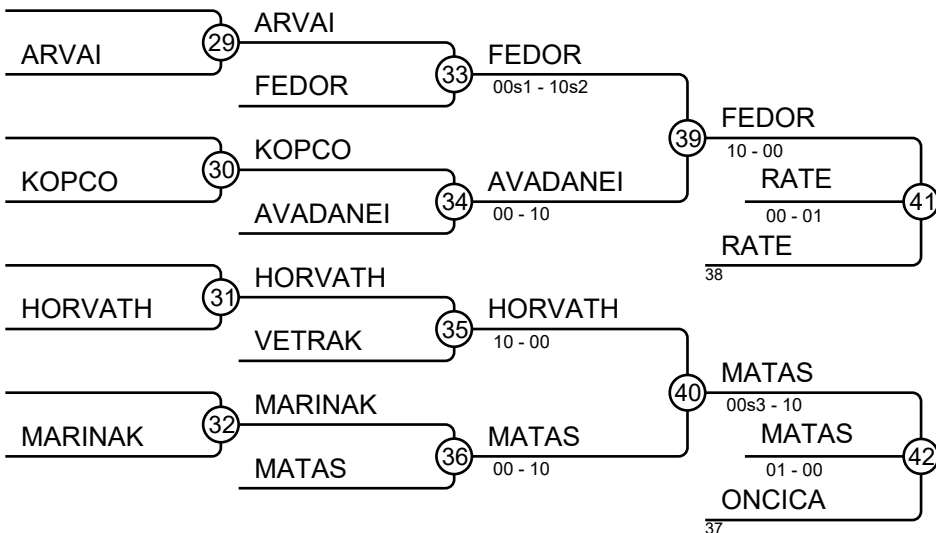 ARVAI
29
ARVAI
FEDOR
33
FEDOR
00s1 - 10s2
KOPCO
30
KOPCO
AVADANEI
34
AVADANEI
00 - 10
39
FEDOR
10 - 00
RATE
00 - 01
RATE
38
41
HORVATH
31
HORVATH
VETRAK
35
HORVATH
10 - 00
MARINAK
32
MARINAK
MATAS
36
MATAS
00 - 10
40
MATAS
00s3 - 10
MATAS
01 - 00
ONCICA
37
42